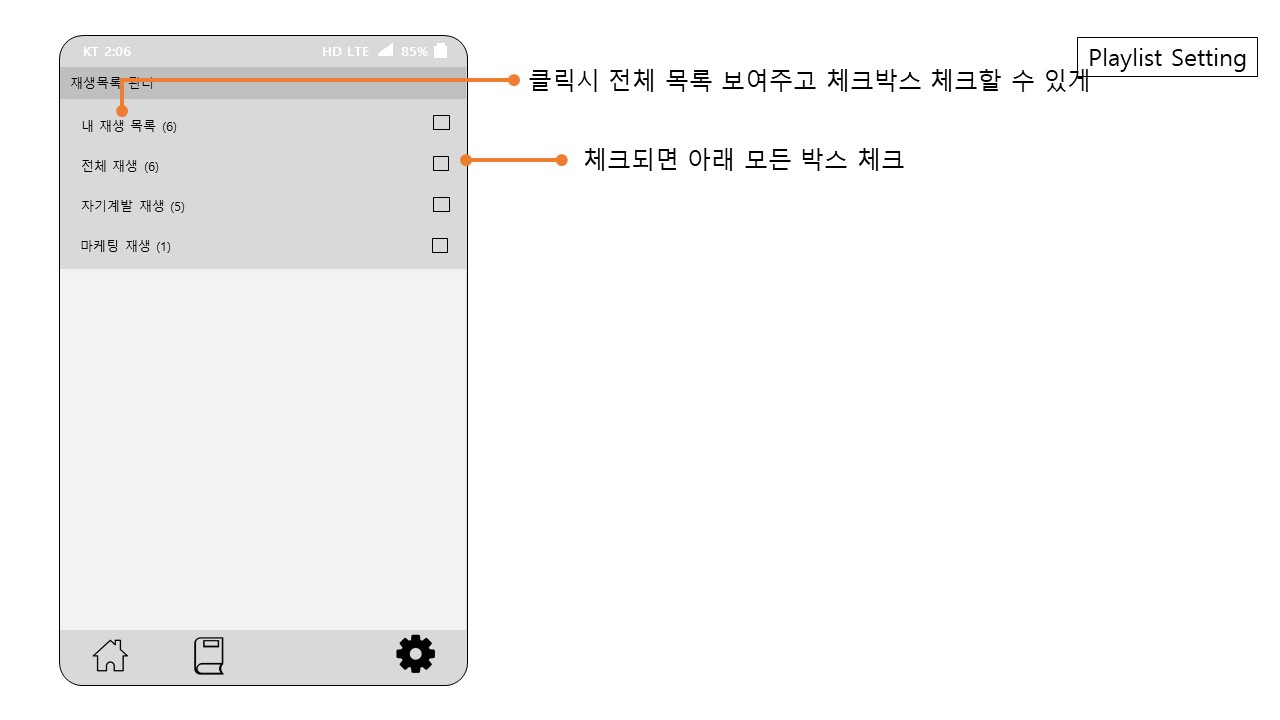 KT 2:06
HD LTE 85%
Playlist Setting
재생목록 관리
클릭시 전체 목록 보여주고 체크박스 체크할 수 있게
내 재생 목록 (6)
전체 재생 (6)
체크되면 아래 모든 박스 체크
자기계발 재생 (5)
마케팅 재생 (1)